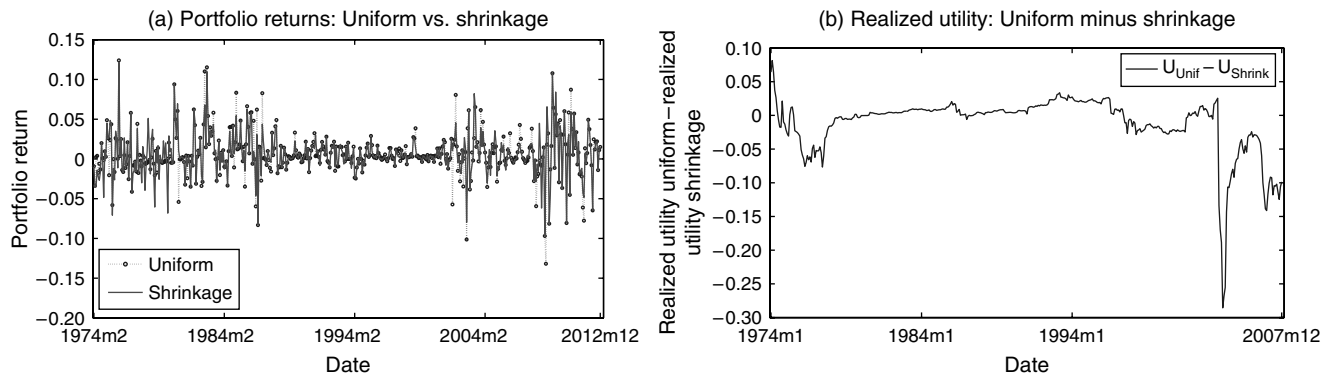 (a) Portfolio returns: Uniform vs. shrinkage
0.15
0.10
0.05
0
−0.05
−0.10
−0.15
−0.20
Portfolio return
Uniform
Shrinkage
1974m2
1984m2
1994m2
2004m2
2012m12
Date
(b) Realized utility: Uniform minus shrinkage
0.10
0.05
0
−0.05
−0.10
−0.15
−0.20
−0.25
−0.30
Realized utility uniform−realized
utility shrinkage
U_Unif − U_Shrink
1974m1
1984m1
1994m1
2007m12
Date